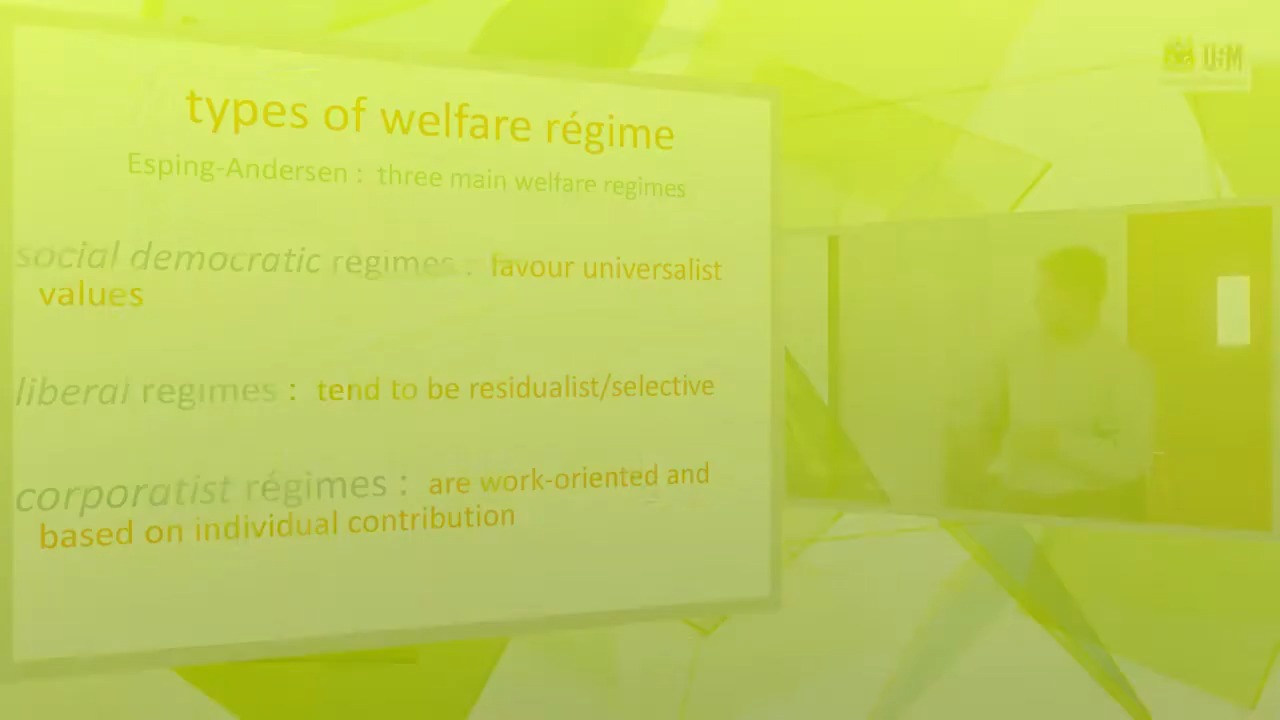 types of welfare régime
Esping-Andersen : three main welfare regimes
social democratic regimes : favour universalist
values
liberal regimes : tend to be residualist/selective
corporatist régimes : are work-oriented and
based on individual contribution